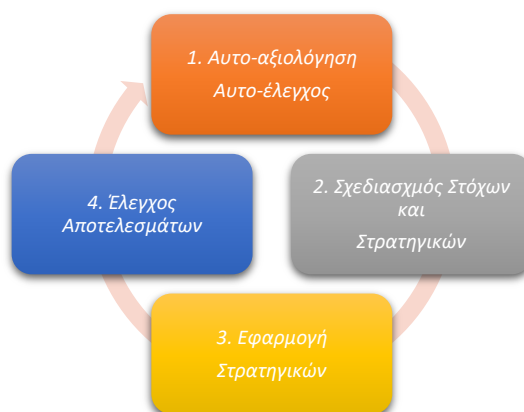 1. Αυτο-αξιολόγηση
Αυτο-έλεγχος
2. Σχεδιασχμός Στόχων
και
Στρατηγικών
3. Εφαρμογή
Στρατηγικών
4. Έλεγχος
Αποτελεσμάτων